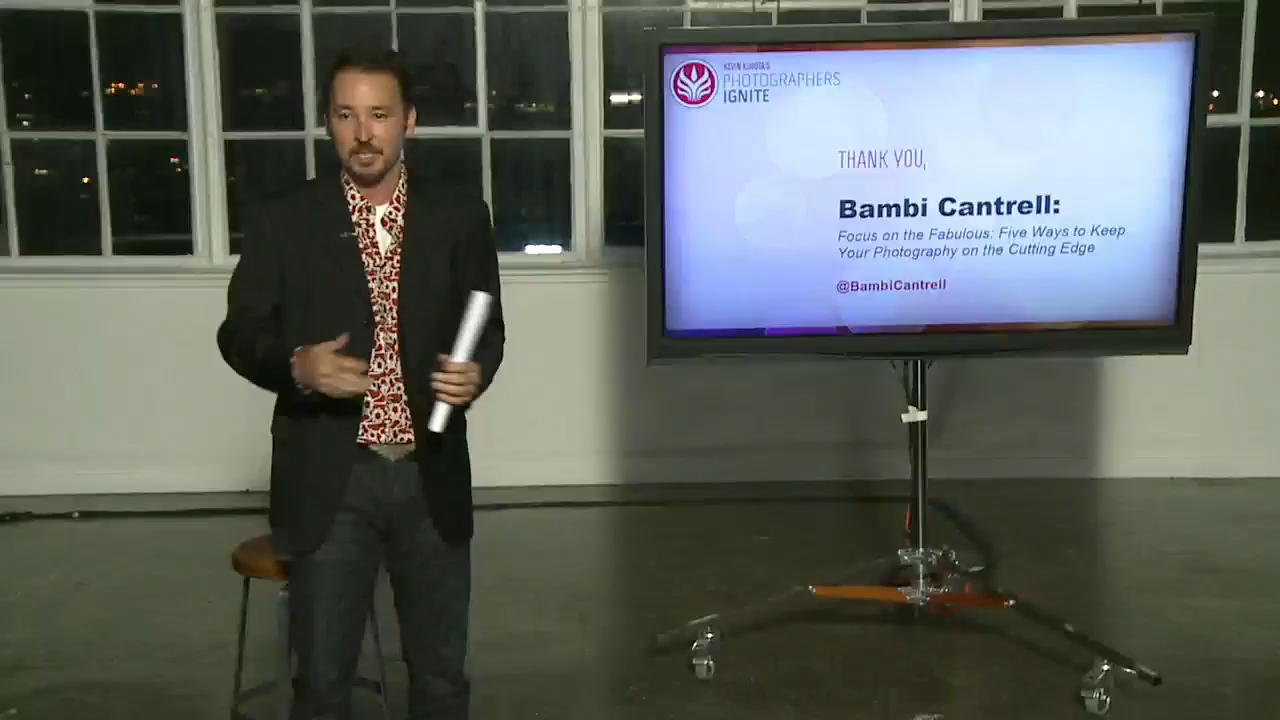 KEVIN KUBOTA'S
PHOTOGRAPHERS
IGNITE
THANK YOU,
Bambi Cantrell:
Focus on the Fabulous: Five Ways to Keep
Your Photography on the Cutting Edge
@BambiCantrell